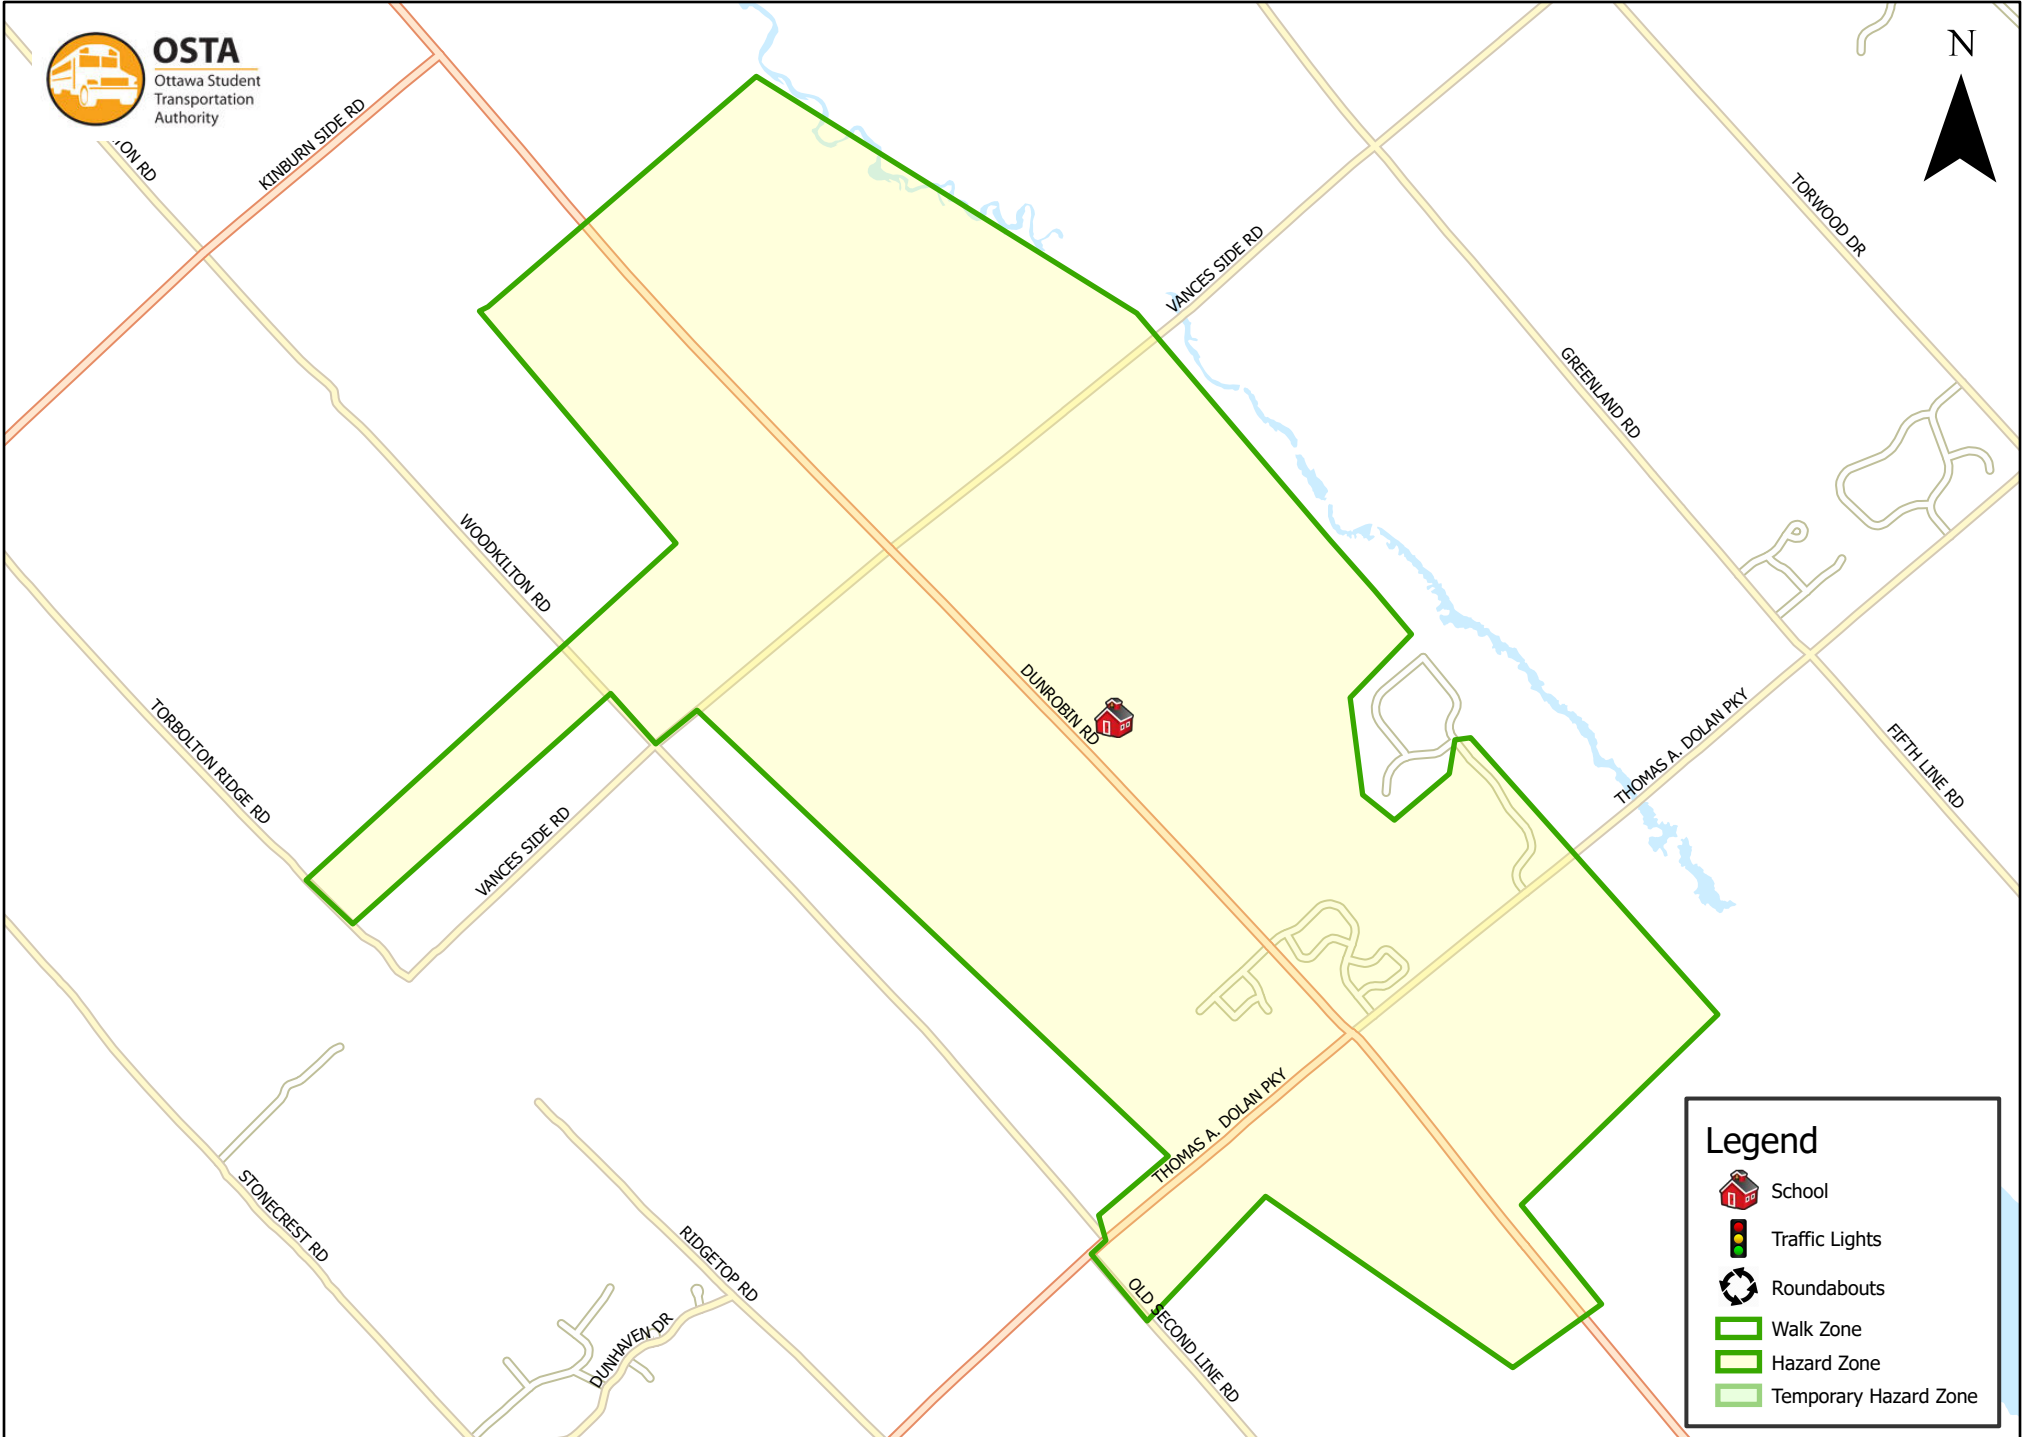 OSTA
Ottawa Student
Transportation
Authority
N
KINBURN SIDE RD
TON RD
TORWOOD DR
VANCES SIDE RD
GREENLAND RD
WOODKILTON RD
DUNROBIN RD
TORBOLTON RIDGE RD
THOMAS A. DOLAN PKY
FIFTH LINE RD
VANCES SIDE RD
THOMAS A. DOLAN PKY
STONECREST RD
RIDGETOP RD
OLD SECOND LINE RD
DUNHAVEN DR
Legend
School
Traffic Lights
Roundabouts
Walk Zone
Hazard Zone
Temporary Hazard Zone